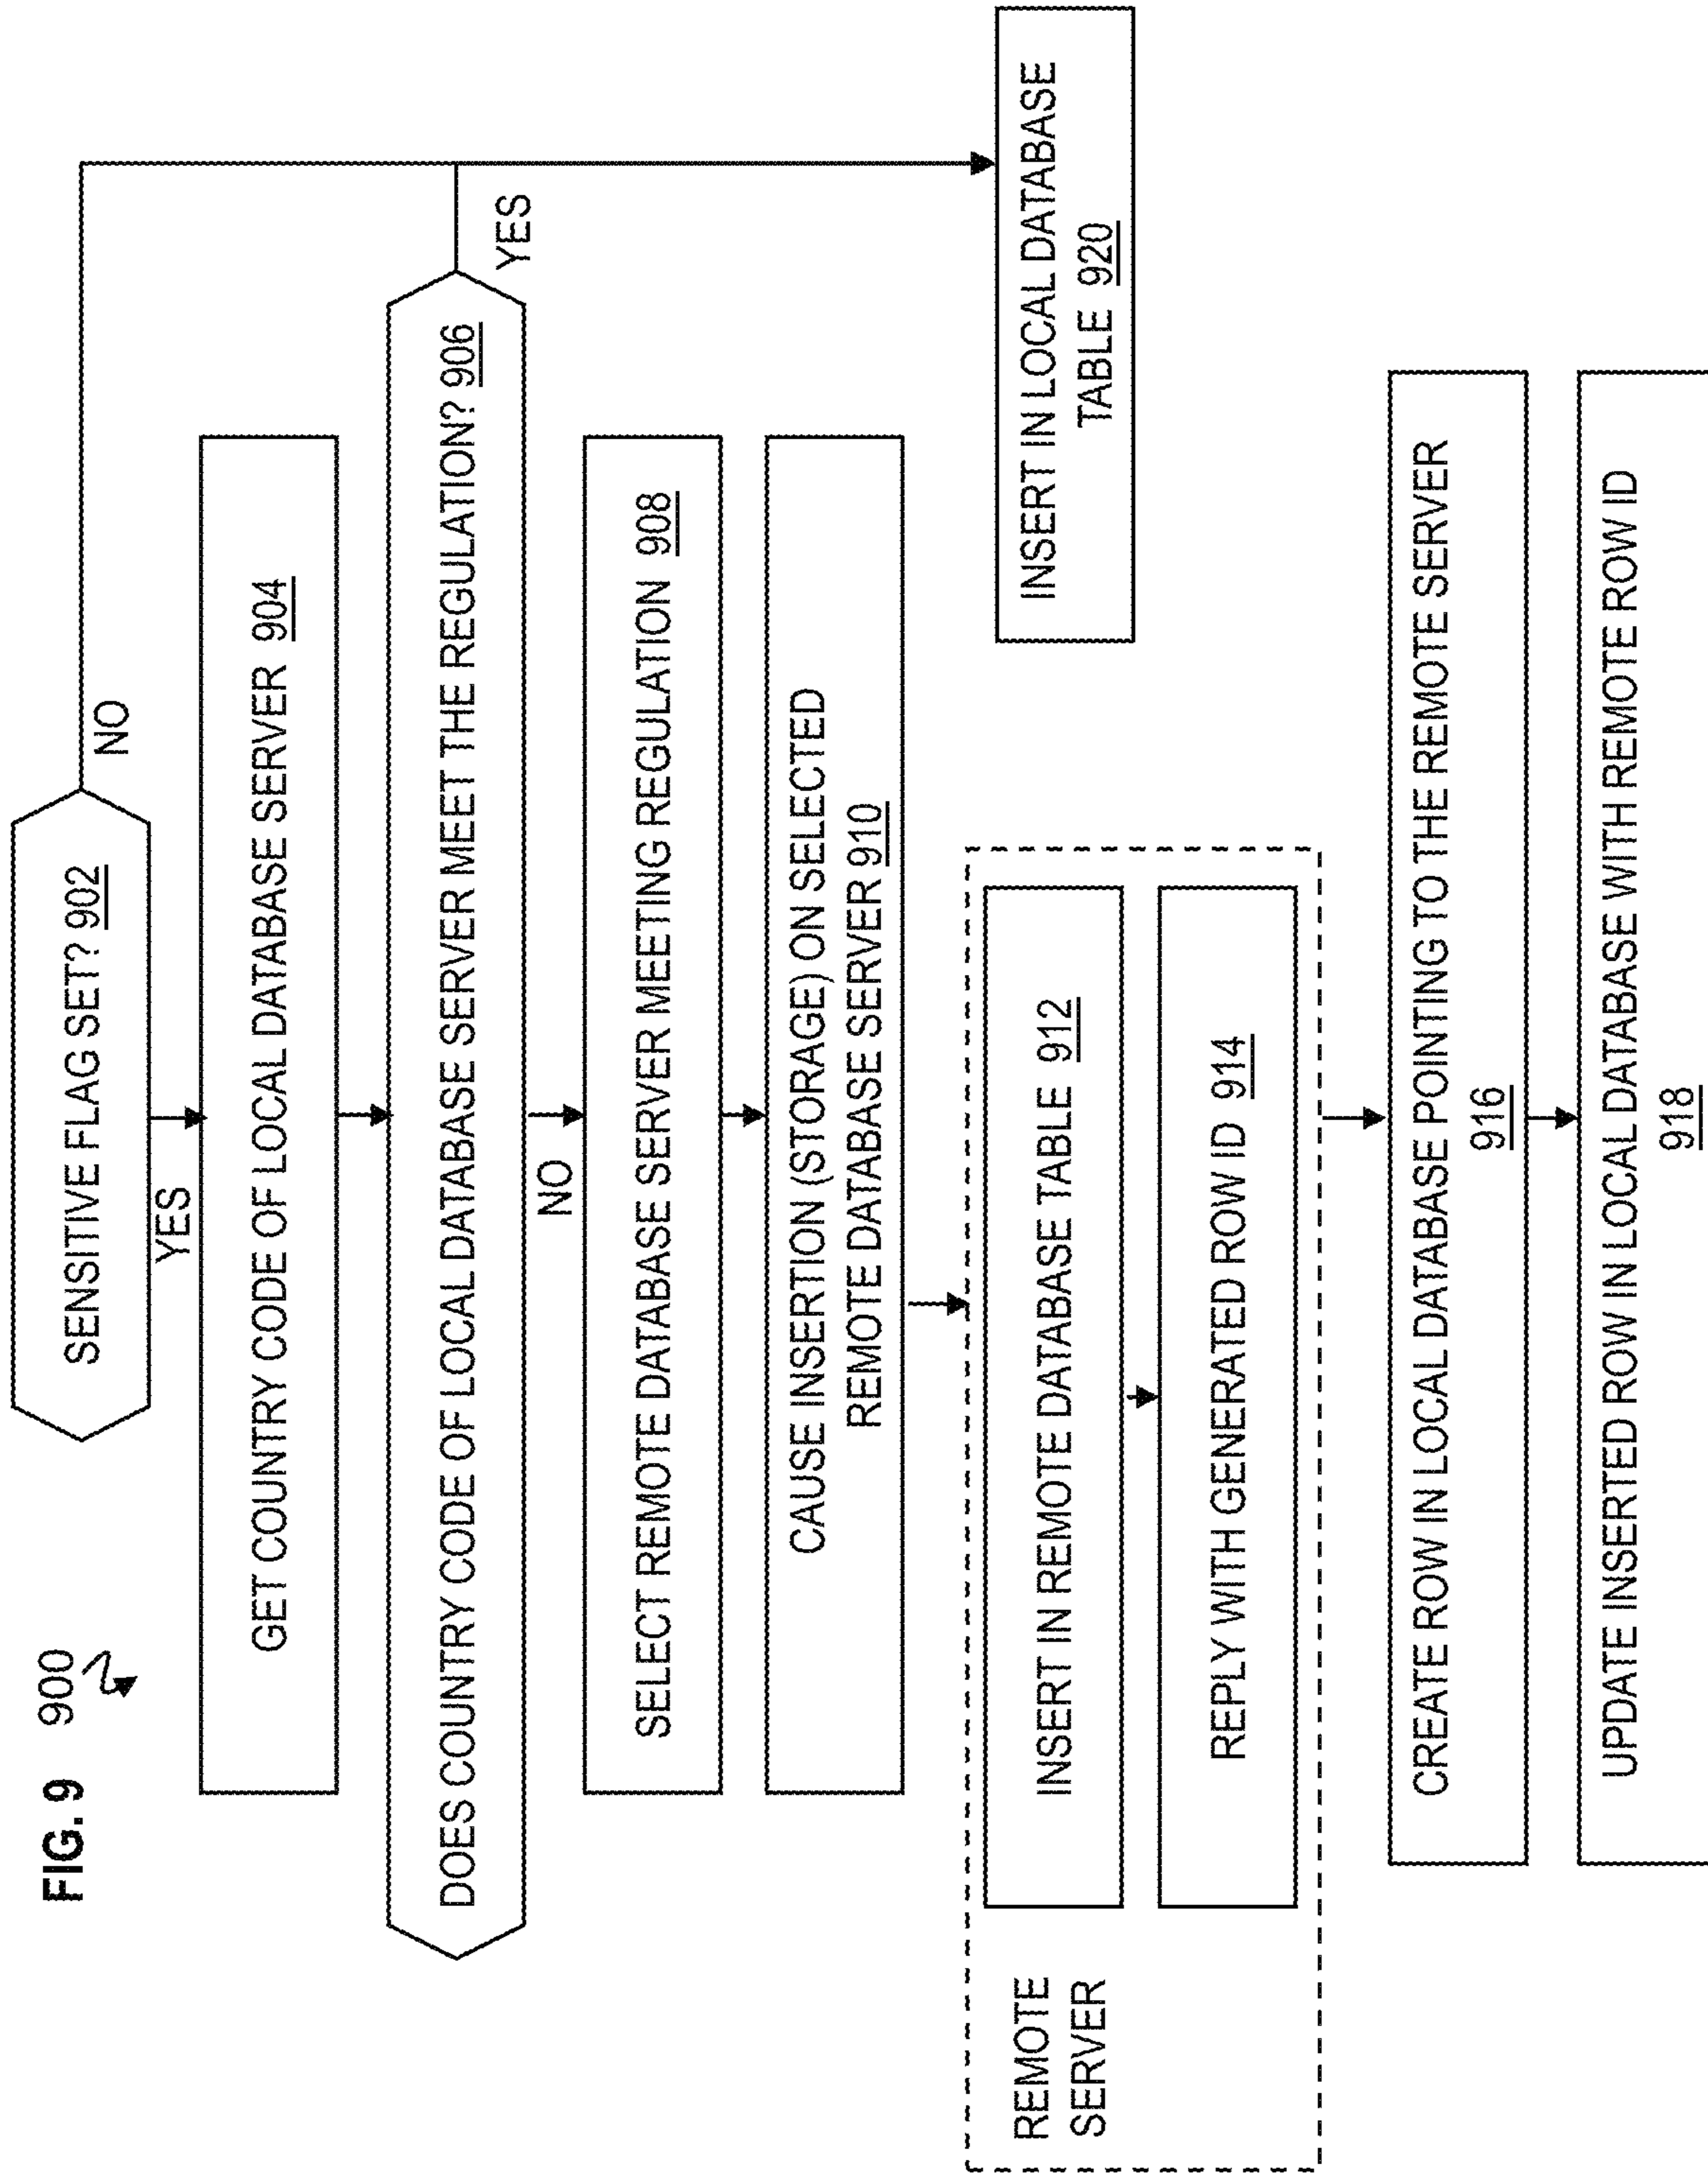 FIG. 9
900
SENSITIVE FLAG SET? 902
NO
YES
GET COUNTRY CODE OF LOCAL DATABASE SERVER 904
DOES COUNTRY CODE OF LOCAL DATABASE SERVER MEET THE REGULATION? 906
YES
NO
SELECT REMOTE DATABASE SERVER MEETING REGULATION 908
CAUSE INSERTION (STORAGE) ON SELECTED
REMOTE DATABASE SERVER 910
REMOTE
SERVER
INSERT IN REMOTE DATABASE TABLE 912
REPLY WITH GENERATED ROW ID 914
INSERT IN LOCAL DATABASE
TABLE 920
CREATE ROW IN LOCAL DATABASE POINTING TO THE REMOTE SERVER
916
UPDATE INSERTED ROW IN LOCAL DATABASE WITH REMOTE ROW ID
918